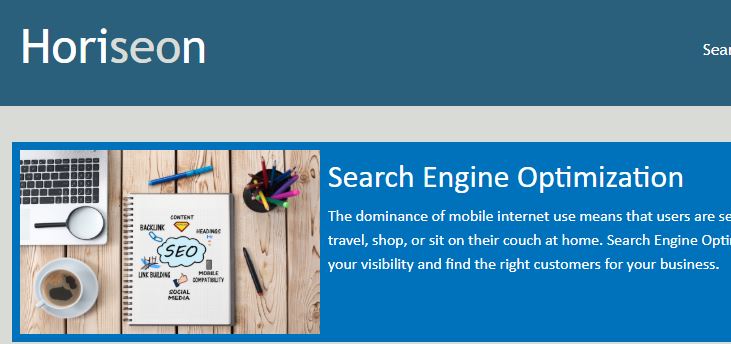 Horiseon
Sear
Search Engine Optimization
The dominance of mobile internet use means that users are se
travel, shop, or sit on their couch at home. Search Engine Opti
your visibility and find the right customers for your business.
CONTENT
BACKLINK
HEADINGS
SEO
LINK BUILDING
MOBILE
COMPATIBILITY
SOCIAL
MEDIA